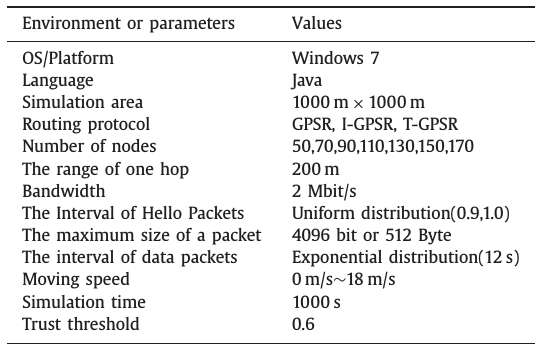 Environment or parameters Values
OS/Platform Windows 7
Language Java
Simulation area 1000 m × 1000 m
Routing protocol GPSR, I-GPSR, T-GPSR
Number of nodes 50,70,90,110,130,150,170
The range of one hop 200 m
Bandwidth 2 Mbit/s
The Interval of Hello Packets Uniform distribution(0.9,1.0)
The maximum size of a packet 4096 bit or 512 Byte
The interval of data packets Exponential distribution(12 s)
Moving speed 0 m/s~18 m/s
Simulation time 1000 s
Trust threshold 0.6